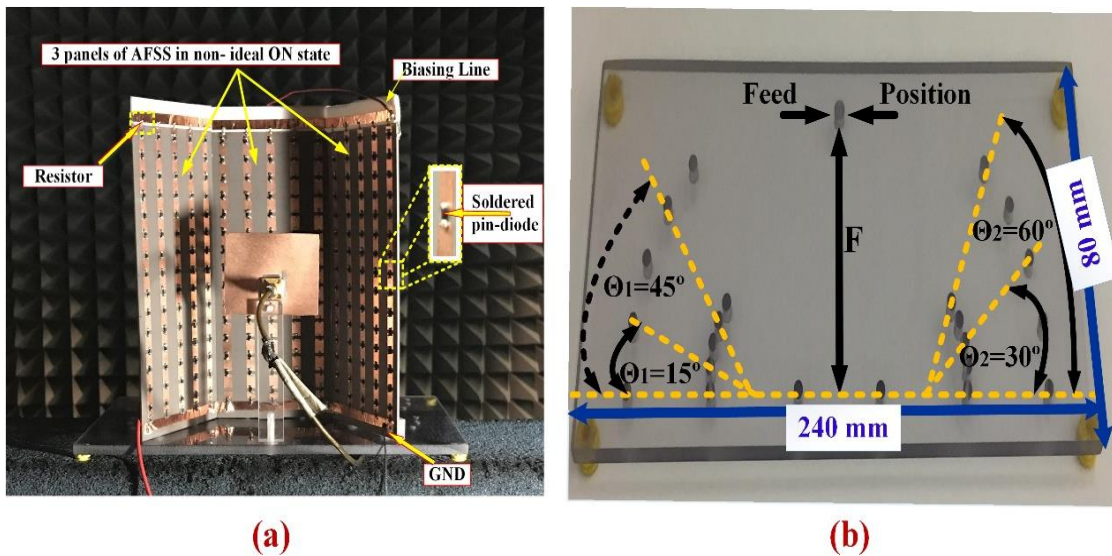 3 panels of AFSS in non- ideal ON state
Biasing Line
Resistor
Soldered
pin-diode
GND
(a)
Feed Position
F
Θ1=45º
Θ1=15º
Θ2=60º
Θ2=30º
80 mm
240 mm
(b)